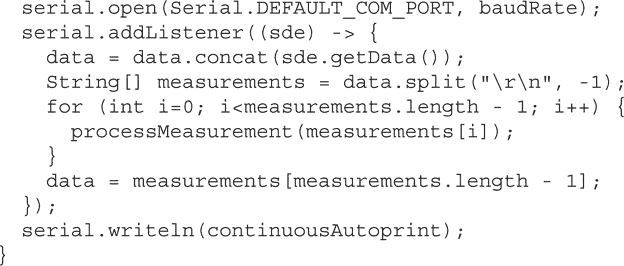 serial.open(Serial.DEFAULT_COM_PORT, baudRate);
  serial.addListener((sde) -> {
    data = data.concat(sde.getData());
    String[] measurements = data.split("\r\n", -1);
    for (int i=0; i<measurements.length - 1; i++) {
      processMeasurement(measurements[i]);
    }
    data = measurements[measurements.length - 1];
  });
  serial.writeln(continuousAutoprint);
}